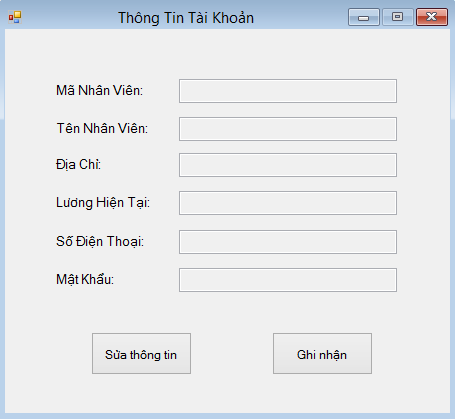 Thông Tin Tài Khoản
Mã Nhân Viên:
Tên Nhân Viên:
Địa Chỉ:
Lương Hiện Tại:
Số Điện Thoại:
Mật Khẩu:
Sửa thông tin
Ghi nhận